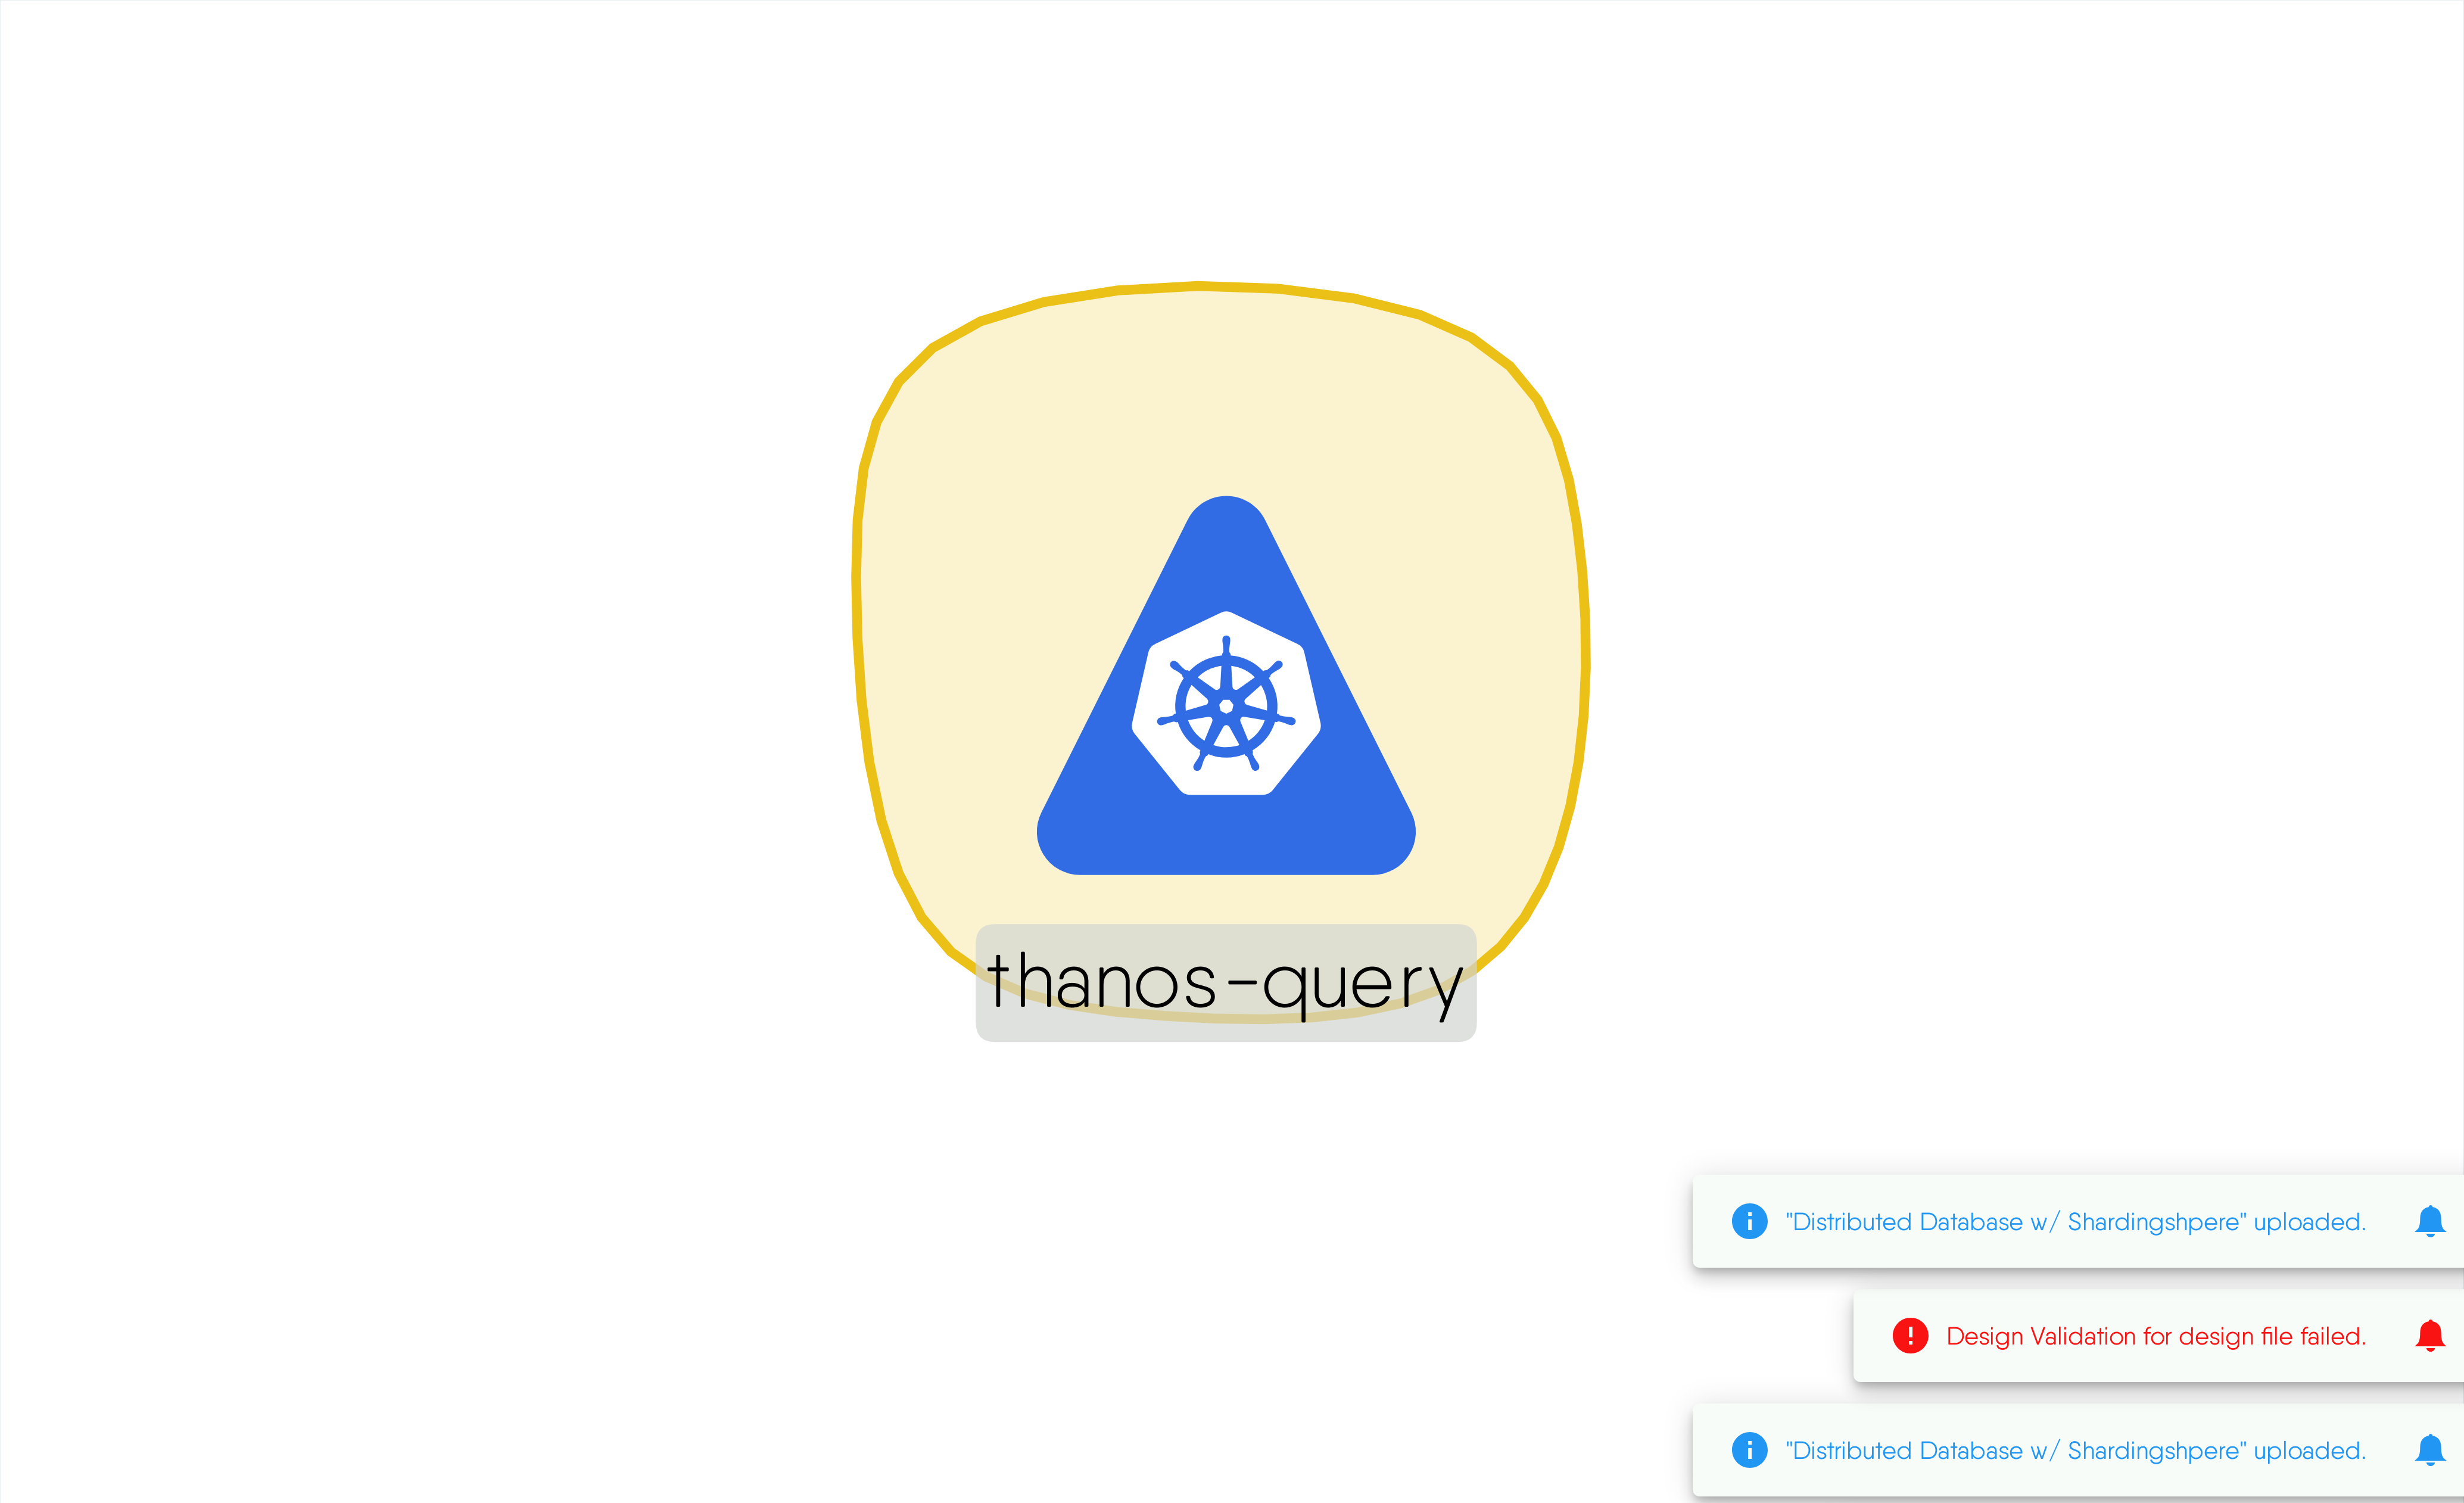 thanos-query
"Distributed Database w/ Shardingshpere" uploaded.
Design Validation for design file failed.
"Distributed Database w/ Shardingshpere" uploaded.